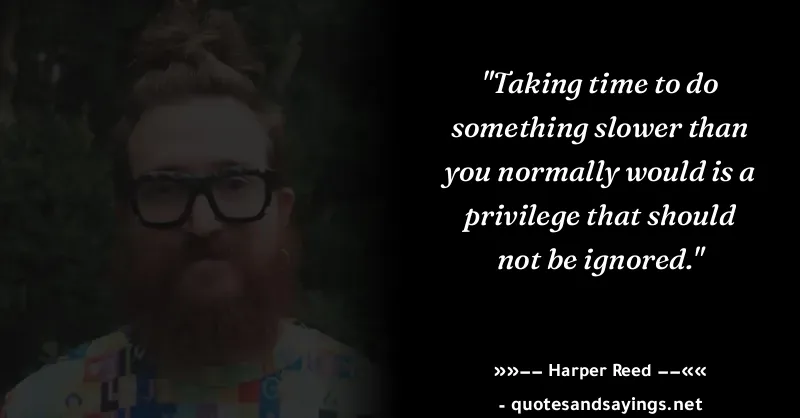 "Taking time to do
something slower than
you normally would is a
privilege that should
not be ignored."
»»−− Harper Reed −−««
- quotesandsayings.net